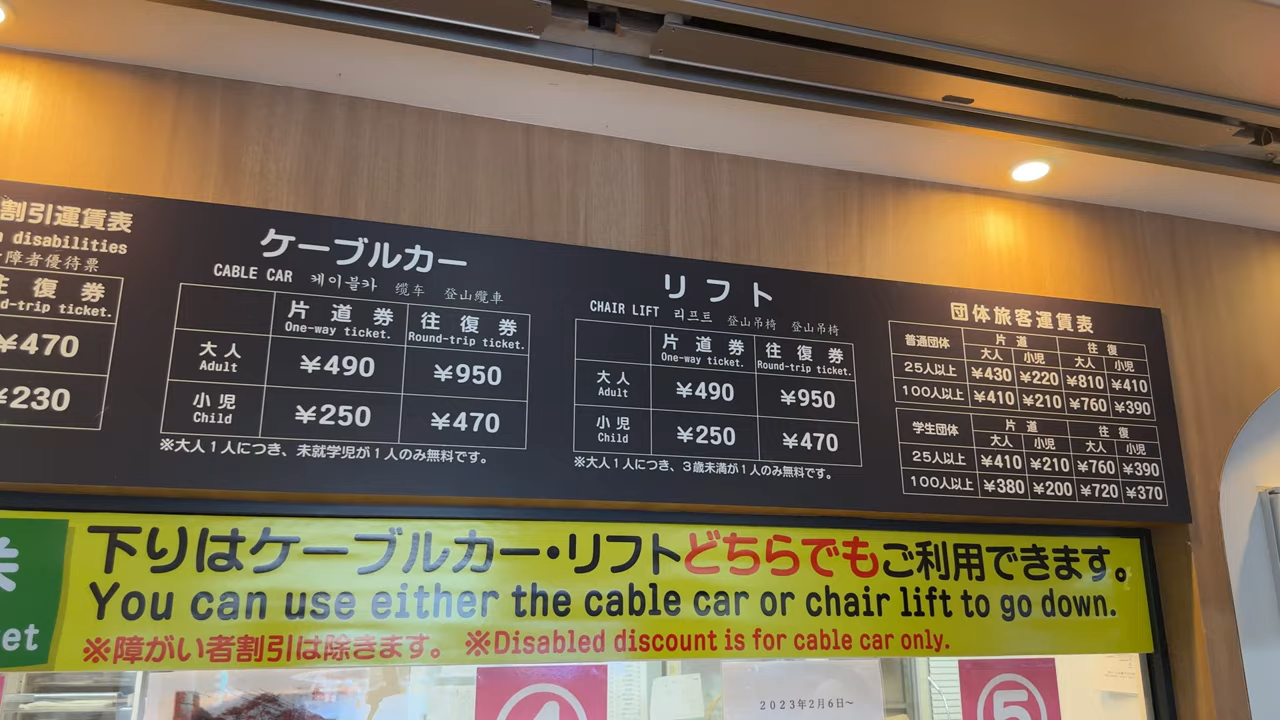 割引運賃表
disabilities
障者優待票
往復券
d-trip ticket.
¥470
¥230
ケーブルカー
CABLE CAR 케이블카 缆车 登山纜車
片道券 往復券
One-way ticket. Round-trip ticket.
大人 ¥490 ¥950
Adult
小児 ¥250 ¥470
Child
※大人1人につき、未就学児が1人のみ無料です。
リフト
CHAIR LIFT 리프트 登山吊椅 登山吊椅
片道券 往復券
One-way ticket. Round-trip ticket.
大人 ¥490 ¥950
Adult
小児 ¥250 ¥470
Child
※大人1人につき、3歳未満が1人のみ無料です。
団体旅客運賃表
普通団体 片道 往復
大人 小児 大人 小児
25人以上 ¥430 ¥220 ¥810 ¥410
100人以上 ¥410 ¥210 ¥760 ¥390
学生団体 片道 往復
大人 小児 大人 小児
25人以上 ¥410 ¥210 ¥760 ¥390
100人以上 ¥380 ¥200 ¥720 ¥370
下りはケーブルカー・リフトどちらでもご利用できます。
You can use either the cable car or chair lift to go down.
※障がい者割引は除きます。 ※Disabled discount is for cable car only.
et
4
2023年2月6日~
5